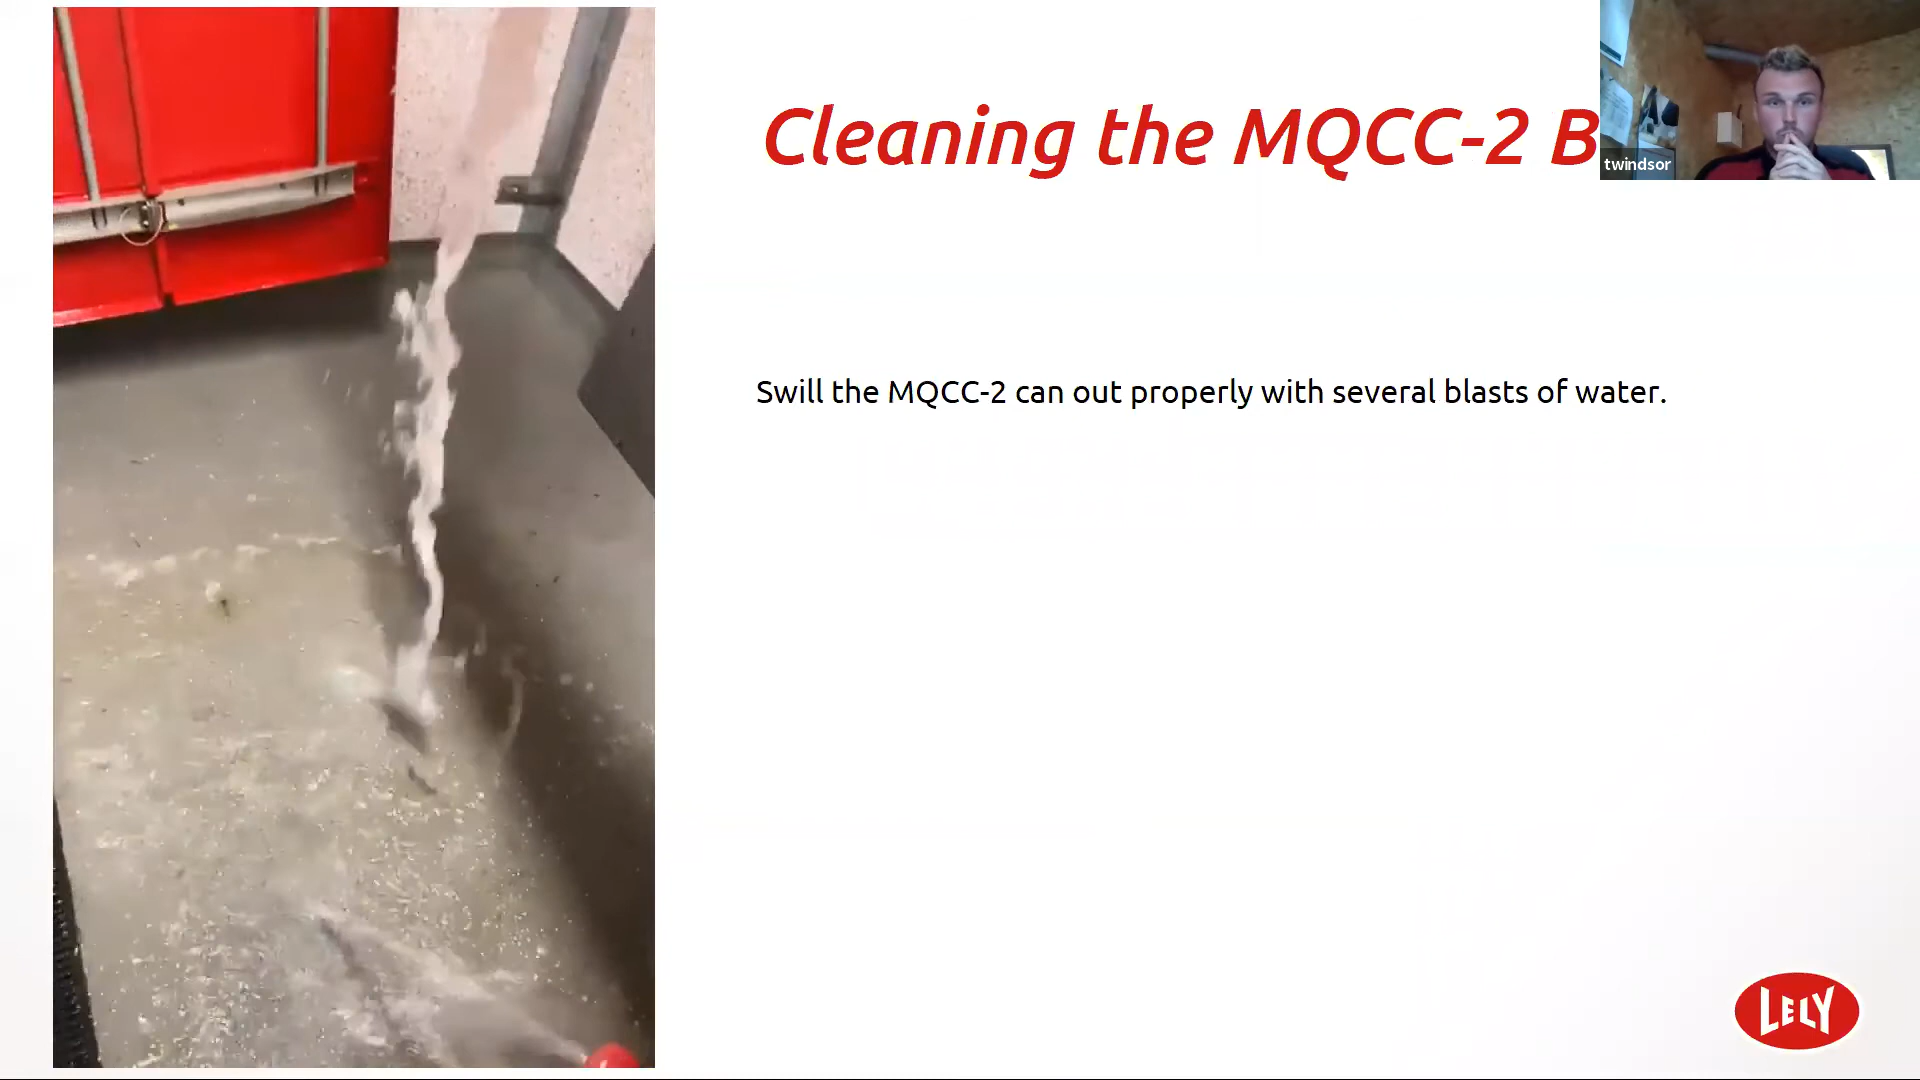 Cleaning the MQCC-2 B
twindsor
Swill the MQCC-2 can out properly with several blasts of water.
LELY